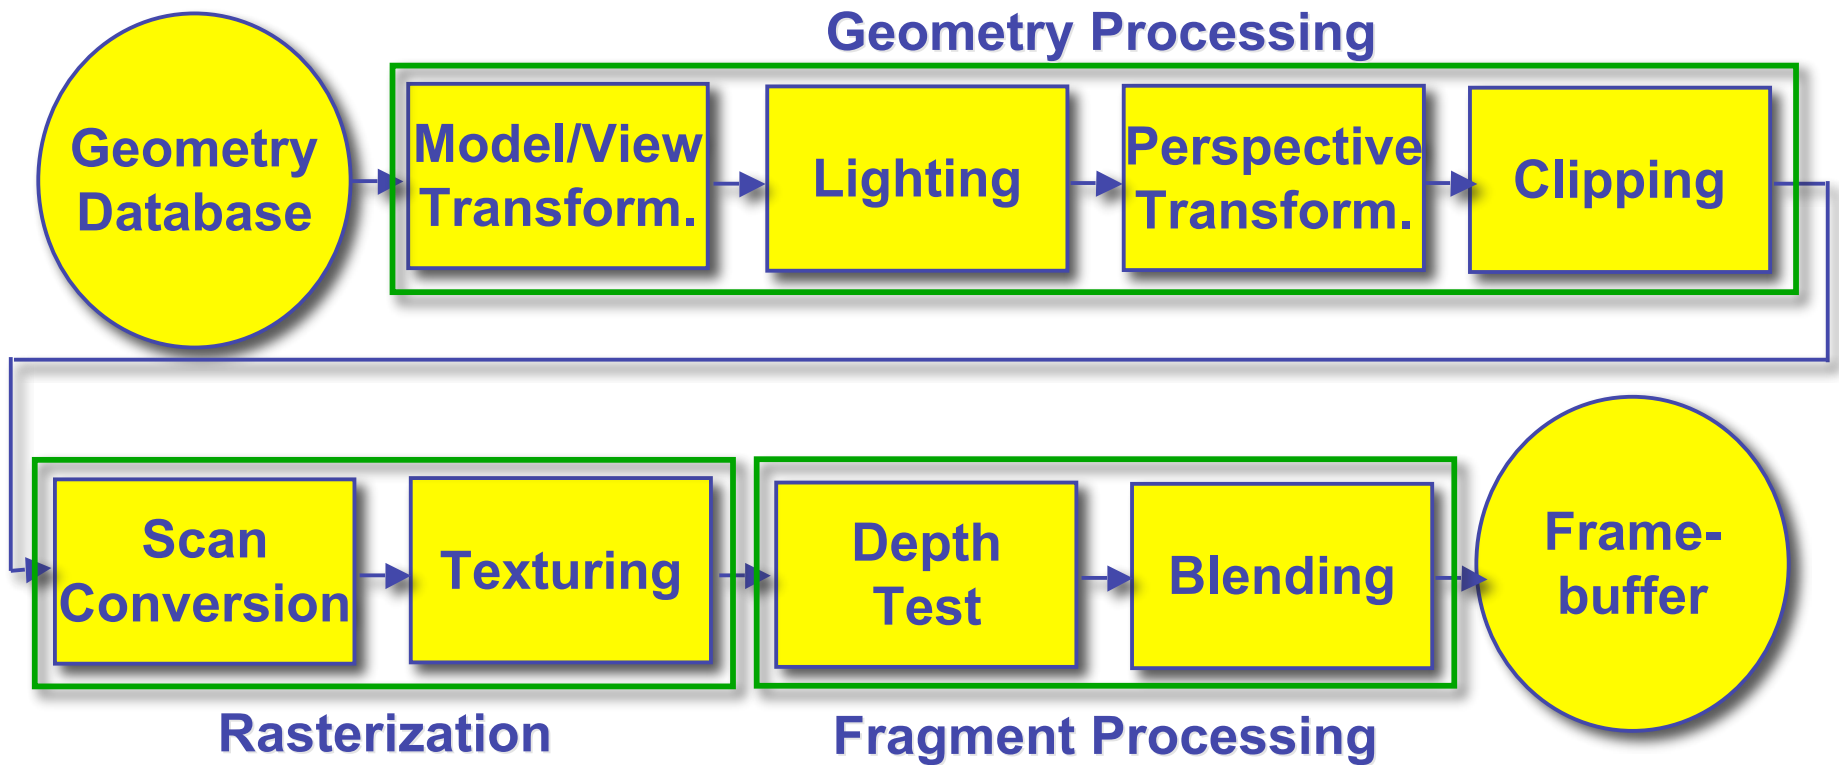 Geometry Processing
Geometry
Database
Model/View
Transform.
Lighting
Perspective
Transform.
Clipping
Scan
Conversion
Texturing
Depth
Test
Blending
Frame-
buffer
Rasterization
Fragment Processing